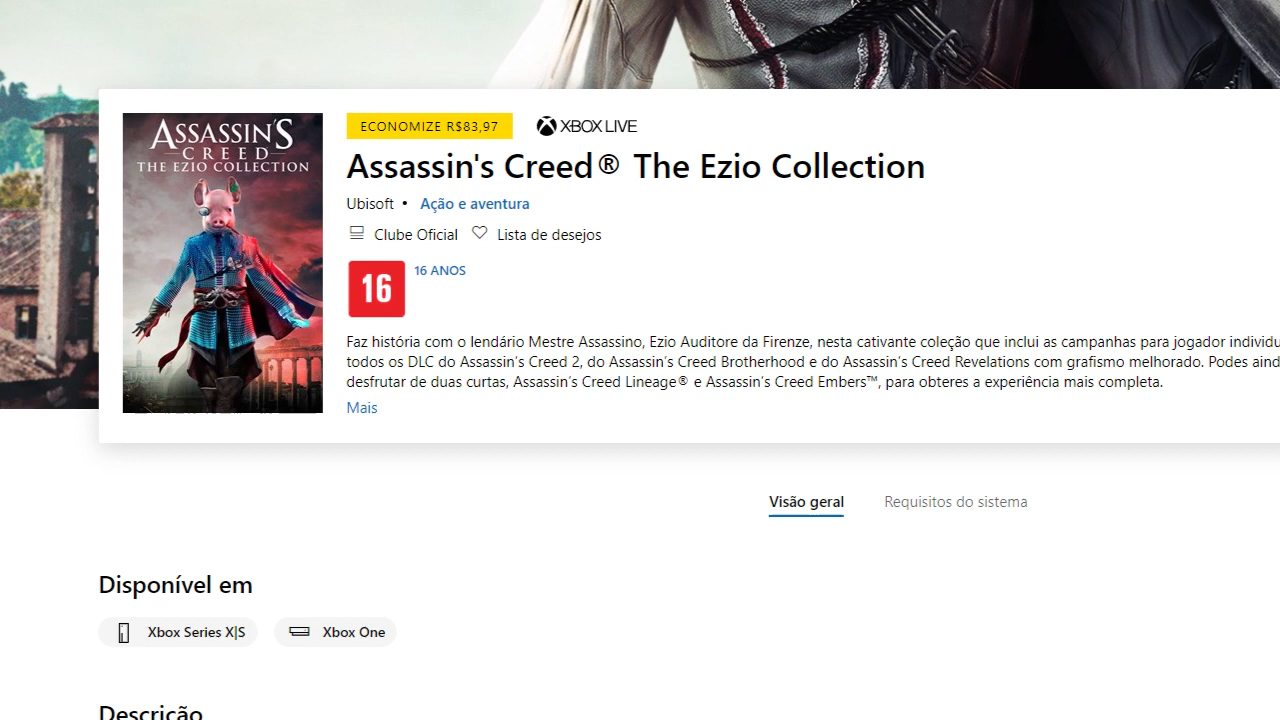 ASSASSIN'S
CREED
THE EZIO COLLECTION
ECONOMIZE R$83,97
XBOX LIVE
Assassin's Creed® The Ezio Collection
Ubisoft • Ação e aventura
Clube Oficial Lista de desejos
16 16 ANOS
Faz história com o lendário Mestre Assassino, Ezio Auditore da Firenze, nesta cativante coleção que inclui as campanhas para jogador individu
todos os DLC do Assassin’s Creed 2, do Assassin’s Creed Brotherhood e do Assassin’s Creed Revelations com grafismo melhorado. Podes aind
desfrutar de duas curtas, Assassin’s Creed Lineage® e Assassin’s Creed Embers™, para obteres a experiência mais completa.
Mais
Visão geral Requisitos do sistema
Disponível em
Xbox Series X|S Xbox One
Descrição